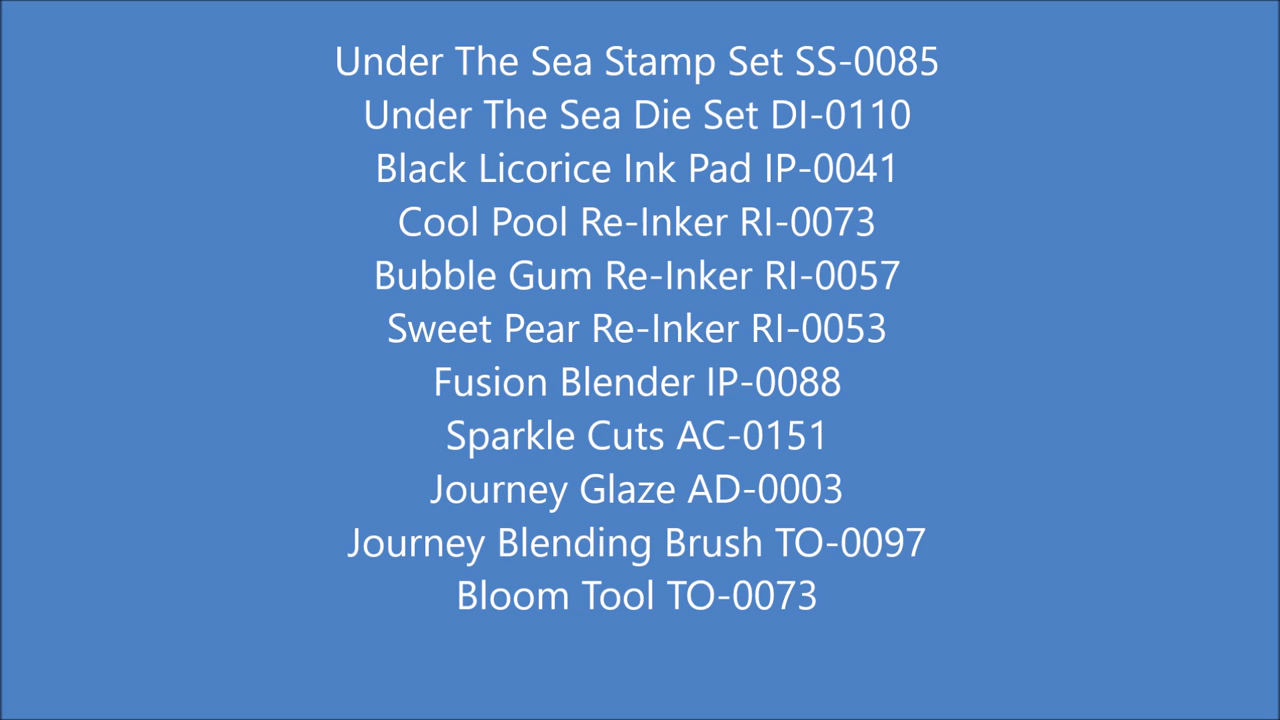 Under The Sea Stamp Set SS-0085
Under The Sea Die Set DI-0110
Black Licorice Ink Pad IP-0041
Cool Pool Re-Inker RI-0073
Bubble Gum Re-Inker RI-0057
Sweet Pear Re-Inker RI-0053
Fusion Blender IP-0088
Sparkle Cuts AC-0151
Journey Glaze AD-0003
Journey Blending Brush TO-0097
Bloom Tool TO-0073